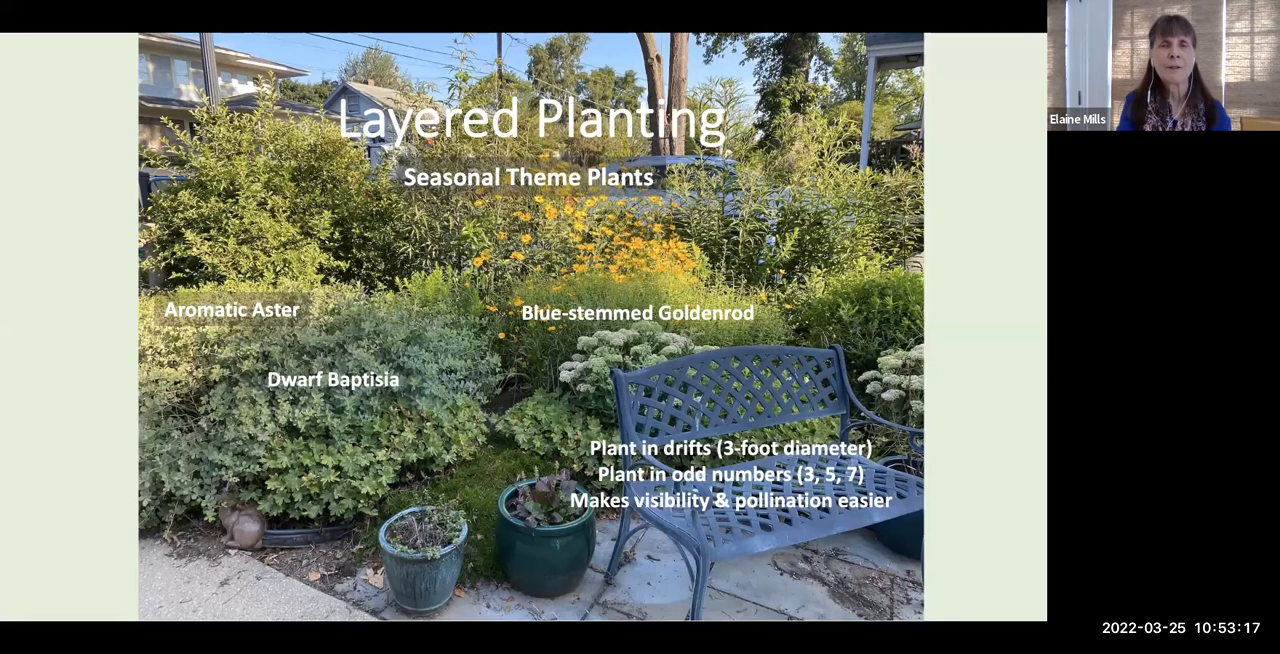 Layered Planting
Seasonal Theme Plants
Aromatic Aster
Blue-stemmed Goldenrod
Dwarf Baptisia
Plant in drifts (3-foot diameter)
Plant in odd numbers (3, 5, 7)
Makes visibility & pollination easier
Elaine Mills
2022-03-25 10:53:17